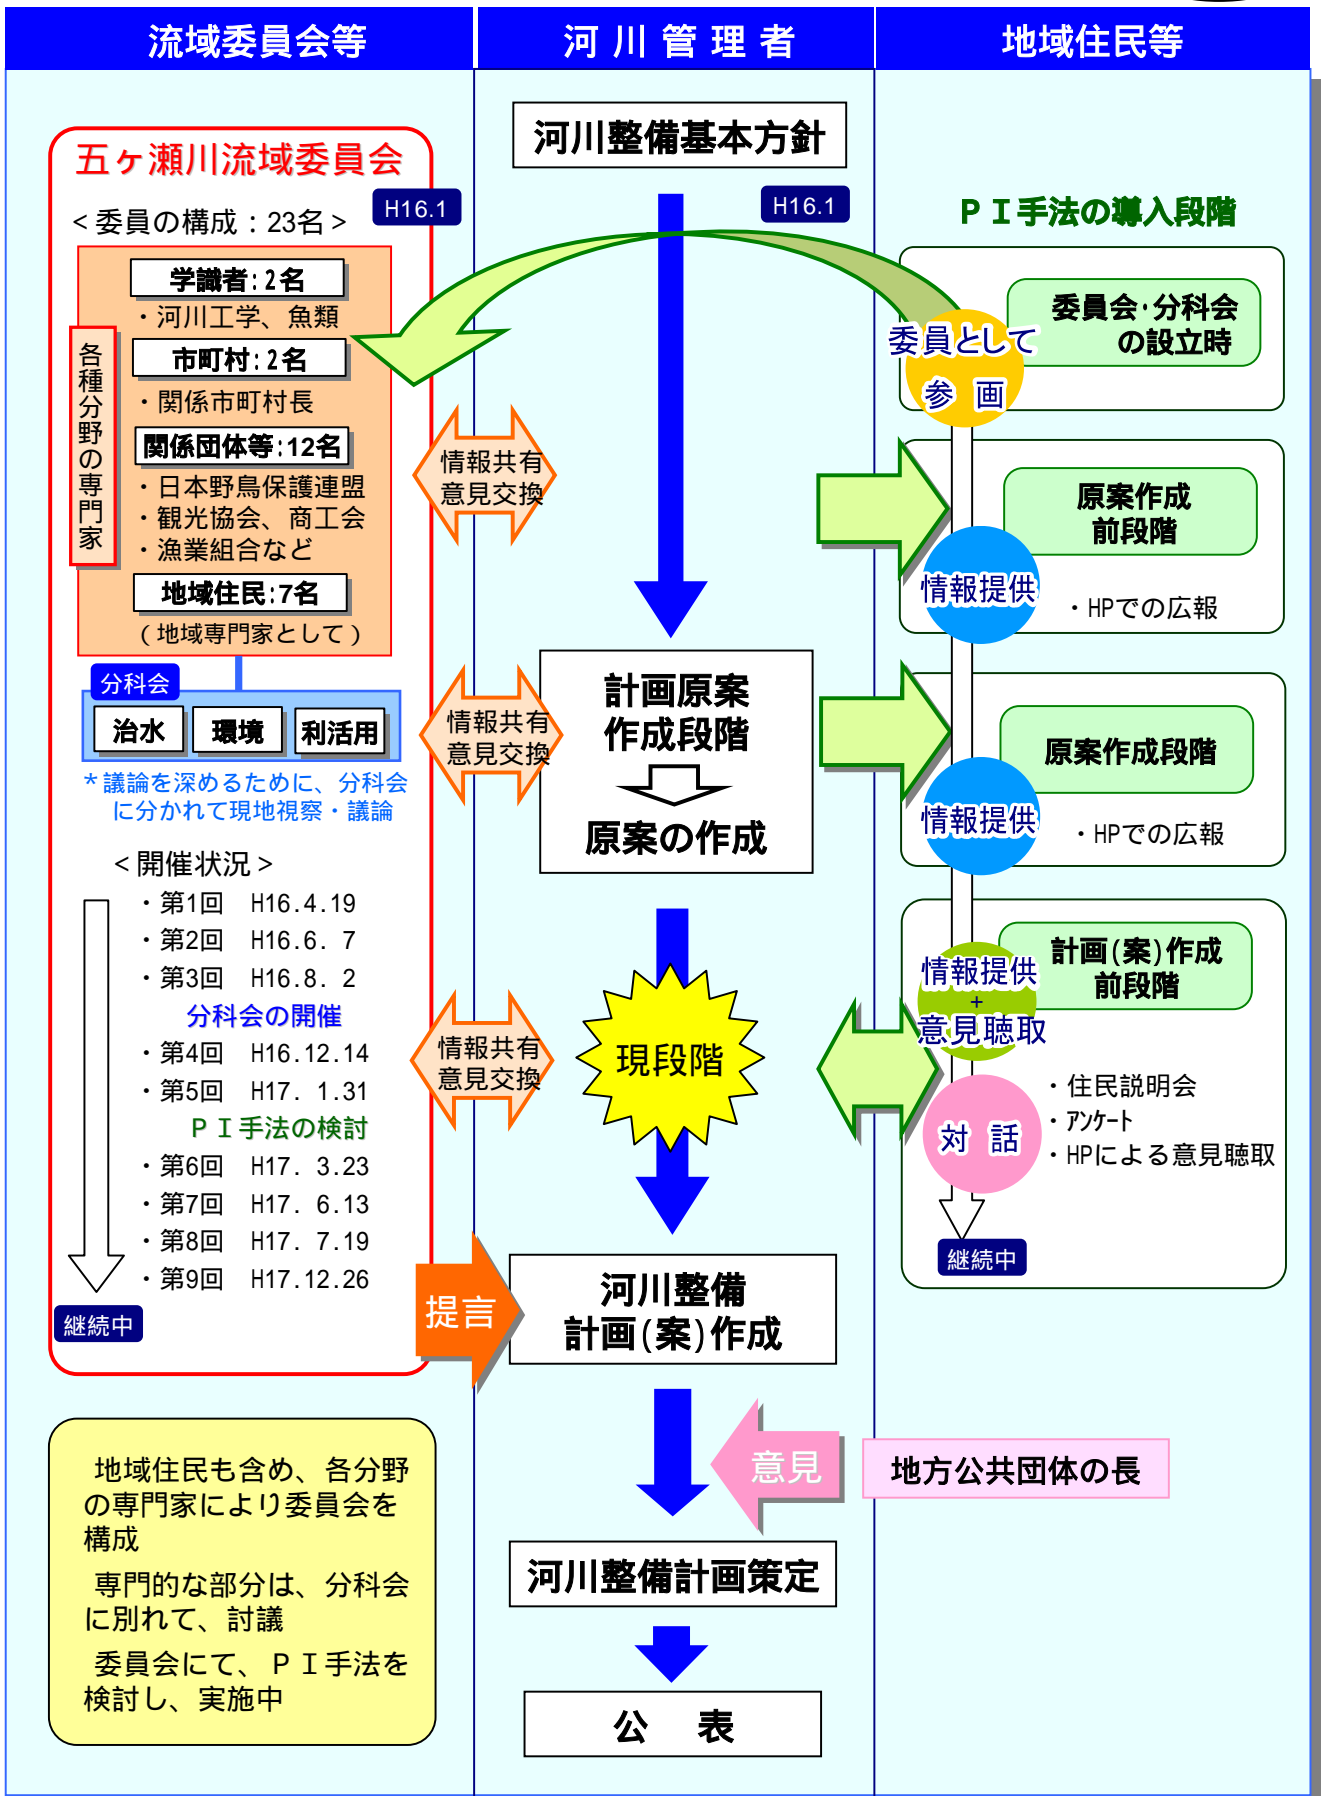 流域委員会等
河川管理者
地域住民等
五ヶ瀬川流域委員会
H16.1
<委員の構成：23名>
学識者:2名
・河川工学、魚類
市町村:2名
・関係市町村長
関係団体等:12名
・日本野鳥保護連盟
・観光協会、商工会
・漁業組合など
地域住民:7名
(地域専門家として)
各種分野の専門家
分科会
治水
環境
利活用
*議論を深めるために、分科会
に分かれて現地視察・議論
<開催状況>
・第1回 H16.4.19
・第2回 H16.6. 7
・第3回 H16.8. 2
分科会の開催
・第4回 H16.12.14
・第5回 H17. 1.31
ＰＩ手法の検討
・第6回 H17. 3.23
・第7回 H17. 6.13
・第8回 H17. 7.19
・第9回 H17.12.26
継続中
地域住民も含め、各分野
の専門家により委員会を
構成
専門的な部分は、分科会
に別れて、討議
委員会にて、ＰＩ手法を
検討し、実施中
情報共有
意見交換
情報共有
意見交換
情報共有
意見交換
提言
河川整備基本方針
H16.1
計画原案
作成段階
原案の作成
現段階
河川整備
計画(案)作成
意見
地方公共団体の長
河川整備計画策定
公 表
ＰＩ手法の導入段階
委員会・分科会
の設立時
委員として
参 画
原案作成
前段階
情報提供
・HPでの広報
原案作成段階
情報提供
・HPでの広報
計画(案)作成
前段階
情報提供
+
意見聴取
対 話
・住民説明会
・ｱﾝｹｰﾄ
・HPによる意見聴取
継続中